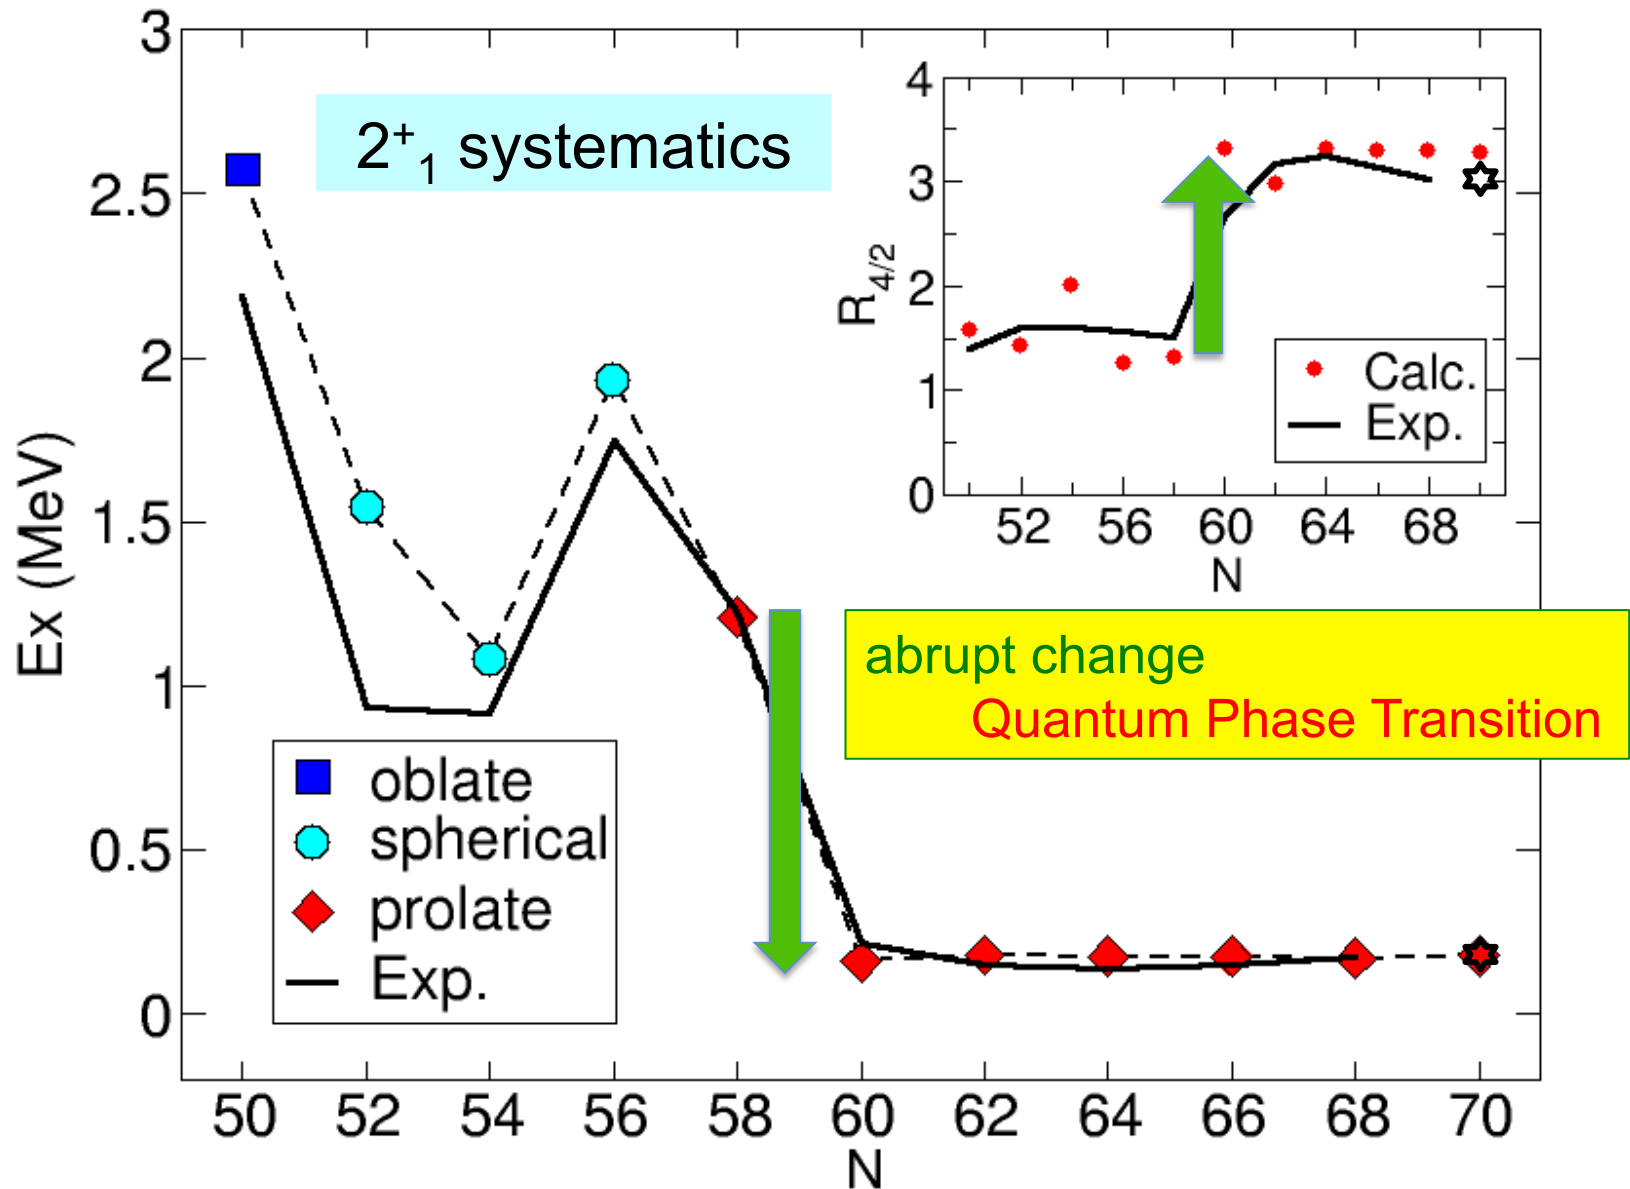 3
2.5
2
1.5
1
0.5
0
Ex (MeV)
2⁺₁ systematics
4
3
2
1
0
R₄/₂
52 56 60 64 68
N
Calc.
Exp.
abrupt change
Quantum Phase Transition
oblate
spherical
prolate
Exp.
50 52 54 56 58 60 62 64 66 68 70
N